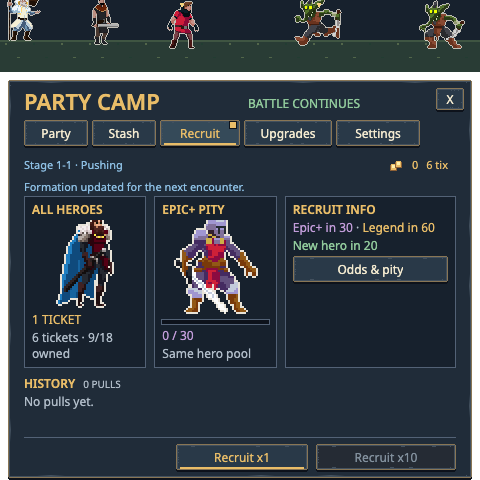 PARTY CAMP
BATTLE CONTINUES
X
Party
Stash
Recruit
Upgrades
Settings
Stage 1-1 · Pushing
0 6 tix
Formation updated for the next encounter.
ALL HEROES
1 TICKET
6 tickets · 9/18
owned
EPIC+ PITY
0 / 30
Same hero pool
RECRUIT INFO
Epic+ in 30 · Legend in 60
New hero in 20
Odds & pity
HISTORY 0 PULLS
No pulls yet.
Recruit x1
Recruit x10